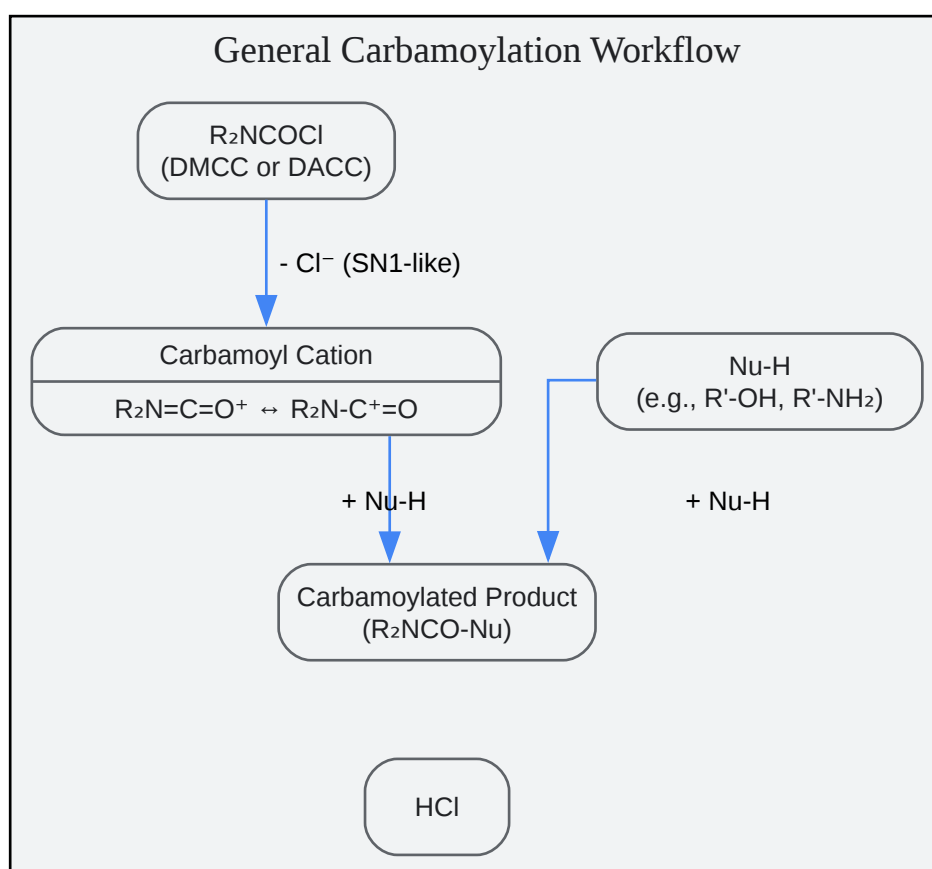 General Carbamoylation Workflow
R₂NCOCl
(DMCC or DACC)
- Cl⁻ (SN1-like)
Carbamoyl Cation
R₂N=C=O⁺ ↔ R₂N-C⁺=O
Nu-H
(e.g., R'-OH, R'-NH₂)
+ Nu-H
+ Nu-H
Carbamoylated Product
(R₂NCO-Nu)
HCl